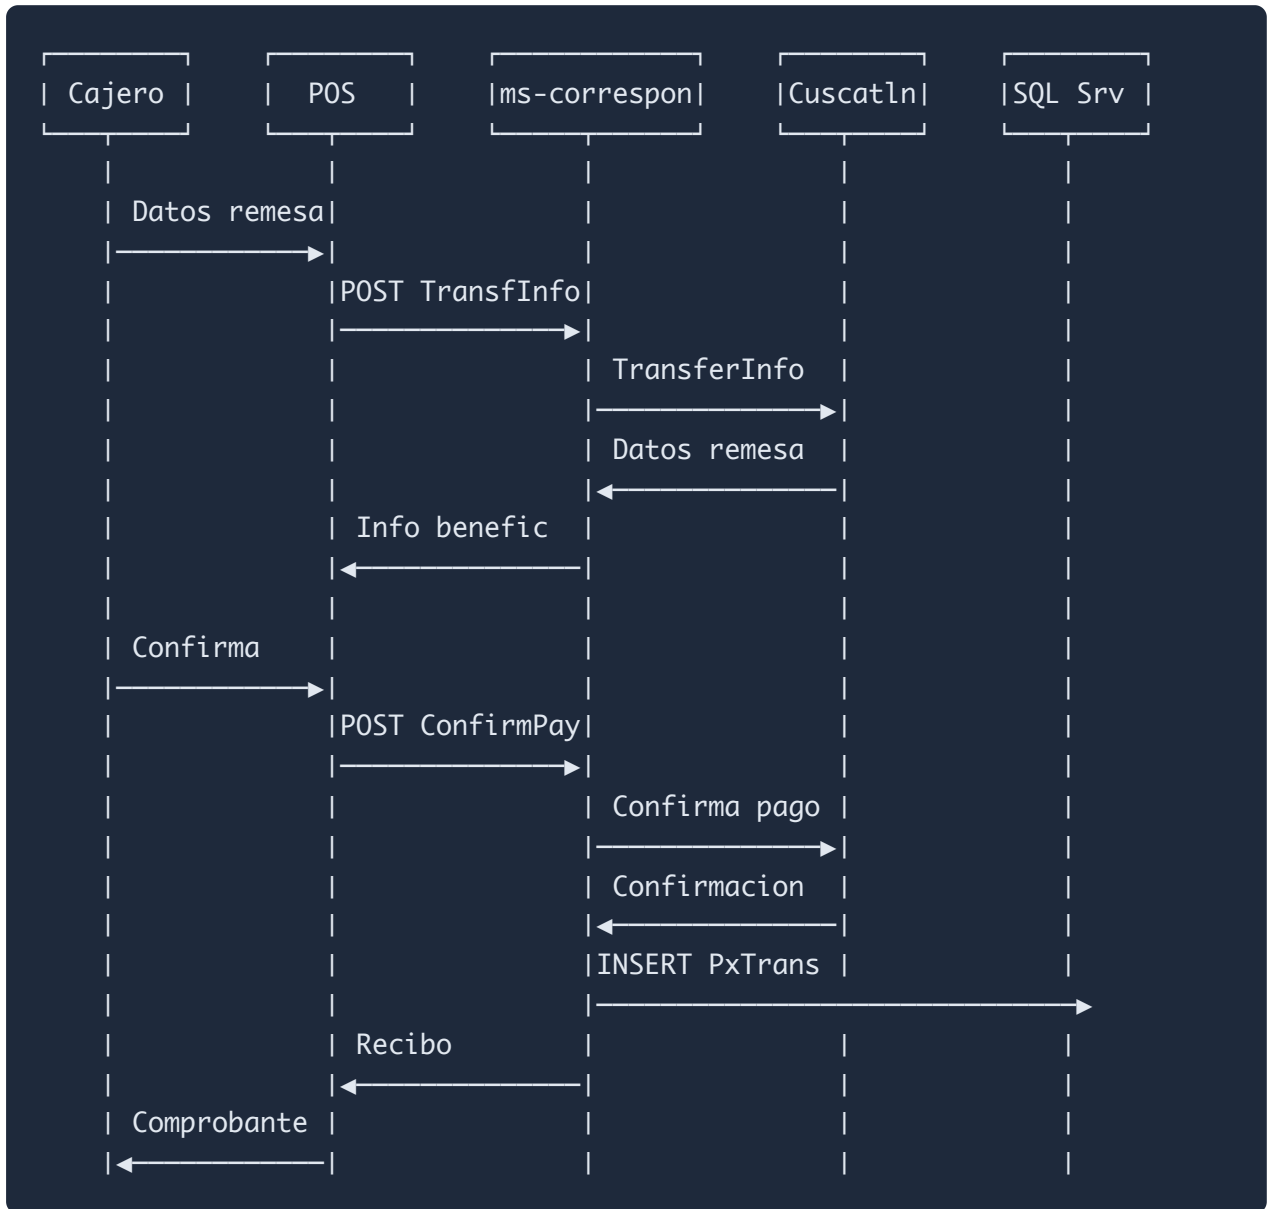 Cajero POS ms-correspon Cuscatln SQL Srv
Datos remesa
POST TransfInfo
TransferInfo
Datos remesa
Info benefic
Confirma
POST ConfirmPay
Confirma pago
Confirmacion
INSERT PxTrans
Recibo
Comprobante